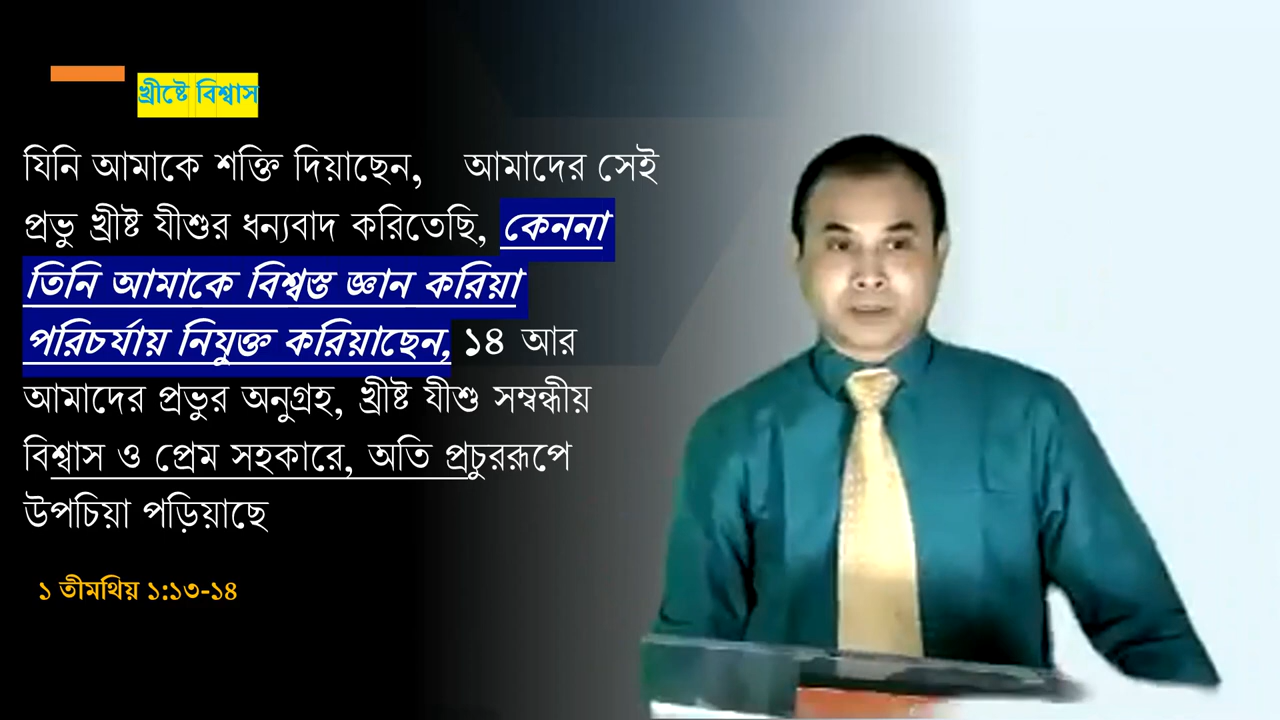 খ্রীষ্টে বিশ্বাস
যিনি আমাকে শক্তি দিয়াছেন, আমাদের সেই
প্রভু খ্রীষ্ট যীশুর ধন্যবাদ করিতেছি, কেননা
তিনি আমাকে বিশ্বস্ত জ্ঞান করিয়া
পরিচর্যায় নিযুক্ত করিয়াছেন, ১৪ আর
আমাদের প্রভুর অনুগ্রহ, খ্রীষ্ট যীশু সম্বন্ধীয়
বিশ্বাস ও প্রেম সহকারে, অতি প্রচুররূপে
উপচিয়া পড়িয়াছে
১ তীমথিয় ১:১৩-১৪